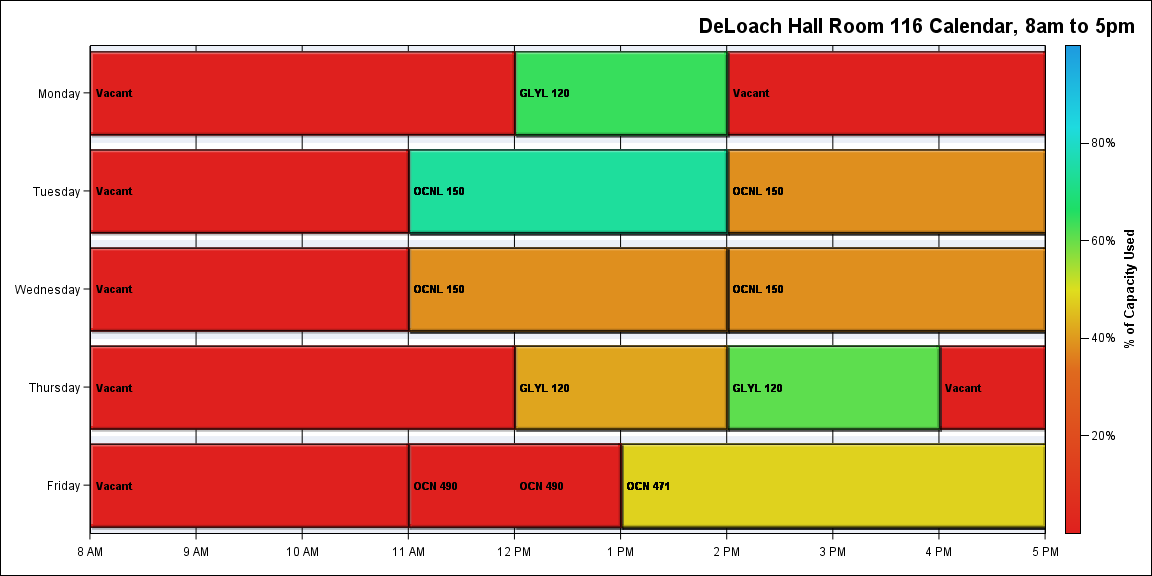 DeLoach Hall Room 116 Calendar, 8am to 5pm
Monday
Vacant
GLYL 120
Vacant
Tuesday
Vacant
OCNL 150
OCNL 150
Wednesday
Vacant
OCNL 150
OCNL 150
Thursday
Vacant
GLYL 120
GLYL 120
Vacant
Friday
Vacant
OCN 490
OCN 490
OCN 471
8 AM
9 AM
10 AM
11 AM
12 PM
1 PM
2 PM
3 PM
4 PM
5 PM
80%
60%
40%
20%
% of Capacity Used